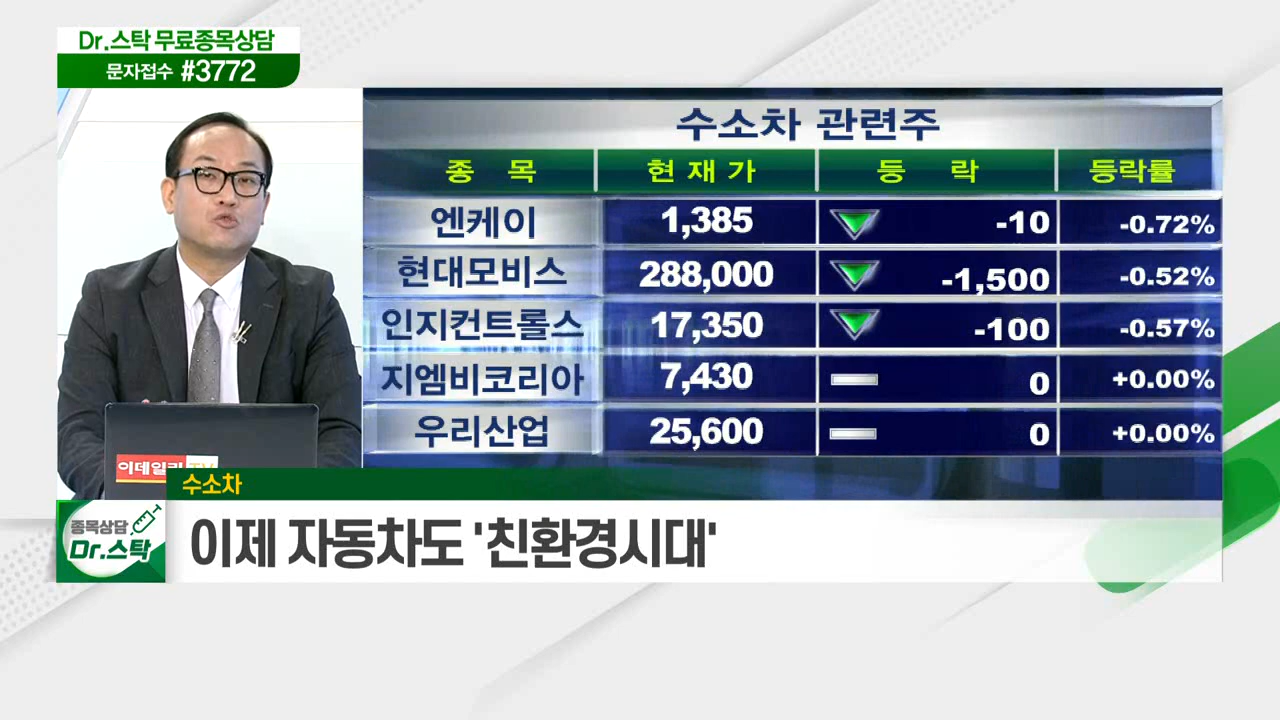 Dr.스탁 무료종목상담
문자접수 #3772
수소차 관련주
종 목 현 재 가 등 락 등락률
엔케이 1,385 -10 -0.72%
현대모비스 288,000 -1,500 -0.52%
인지컨트롤스 17,350 -100 -0.57%
지엠비코리아 7,430 0 +0.00%
우리산업 25,600 0 +0.00%
이데일리 TV
수소차
종목상담
Dr.스탁
이제 자동차도 '친환경시대'